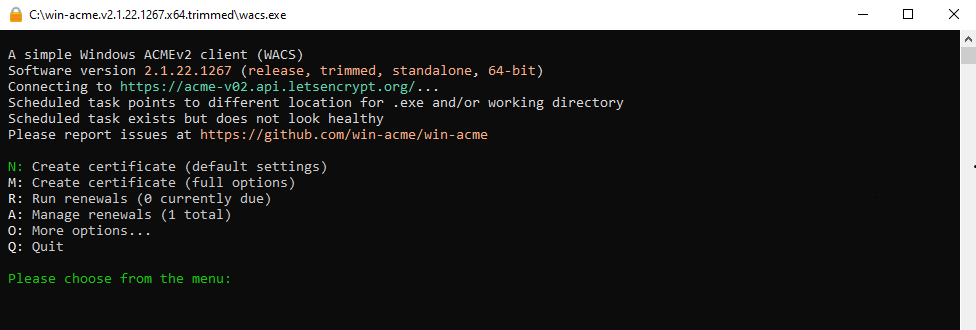 C:\win-acme.v2.1.22.1267.x64.trimmed\wacs.exe
A simple Windows ACMEv2 client (WACS)
Software version 2.1.22.1267 (release, trimmed, standalone, 64-bit)
Connecting to https://acme-v02.api.letsencrypt.org/...
Scheduled task points to different location for .exe and/or working directory
Scheduled task exists but does not look healthy
Please report issues at https://github.com/win-acme/win-acme
N: Create certificate (default settings)
M: Create certificate (full options)
R: Run renewals (0 currently due)
A: Manage renewals (1 total)
O: More options...
Q: Quit
Please choose from the menu: